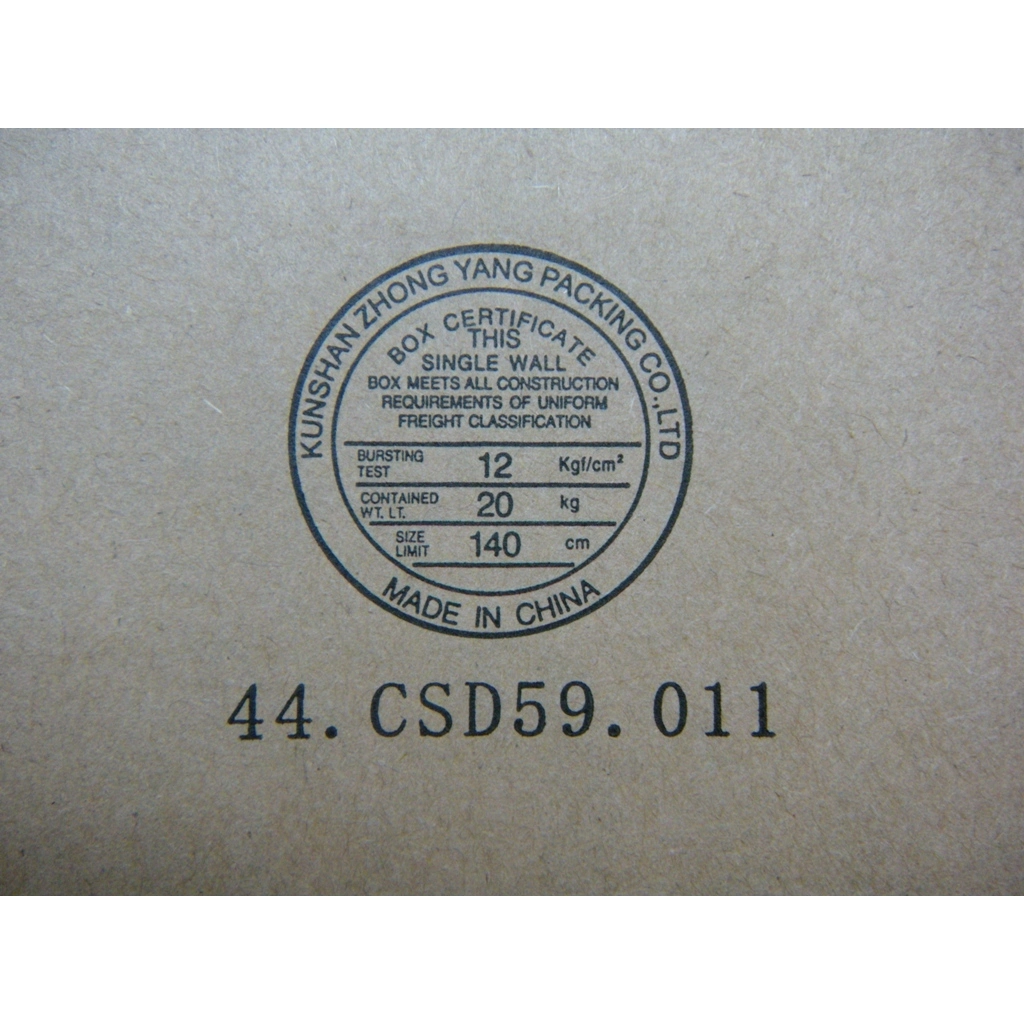 KUNSHAN ZHONG YANG PACKING CO.,LTD
BOX CERTIFICATE
THIS
SINGLE WALL
BOX MEETS ALL CONSTRUCTION
REQUIREMENTS OF UNIFORM
FREIGHT CLASSIFICATION
BURSTING TEST 12 Kgf/cm²
CONTAINED WT. LT. 20 kg
SIZE LIMIT 140 cm
MADE IN CHINA
44.CSD59.011